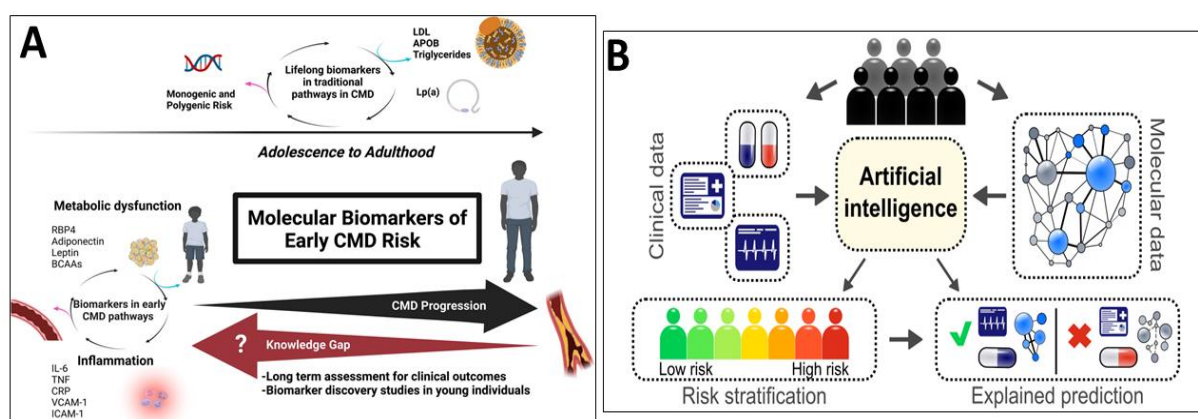 A
Monogenic and
Polygenic Risk
Lifelong biomarkers
in traditional
pathways in CMD
LDL
APOB
Triglycerides
Lp(a)
Adolescence to Adulthood
Metabolic dysfunction
RBP4
Adiponectin
Leptin
BCAAs
Molecular Biomarkers of
Early CMD Risk
Biomarkers in early
CMD pathways
CMD Progression
? Knowledge Gap
Inflammation
IL-6
TNF
CRP
VCAM-1
ICAM-1
-Long term assessment for clinical outcomes
-Biomarker discovery studies in young individuals
B
Clinical data
Artificial
intelligence
Molecular data
Low risk High risk
Risk stratification
Explained prediction